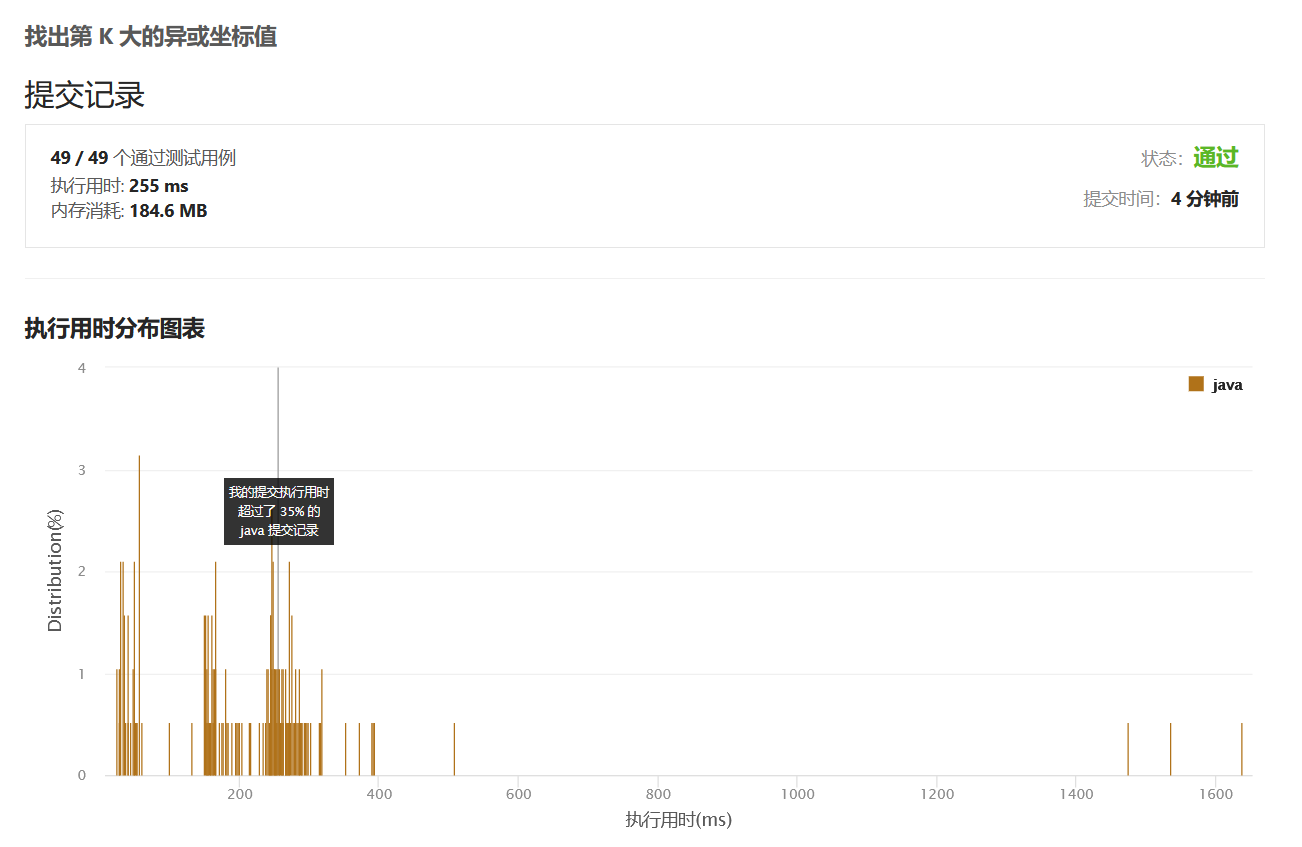 找出第 K 大的异或坐标值
提交记录
49 / 49 个通过测试用例
状态：通过
执行用时: 255 ms
提交时间：4 分钟前
内存消耗: 184.6 MB
执行用时分布图表
4
java
3
我的提交执行用时
超过了 35% 的
java 提交记录
Distribution(%)
2
1
0
200 400 600 800 1000 1200 1400 1600
执行用时(ms)